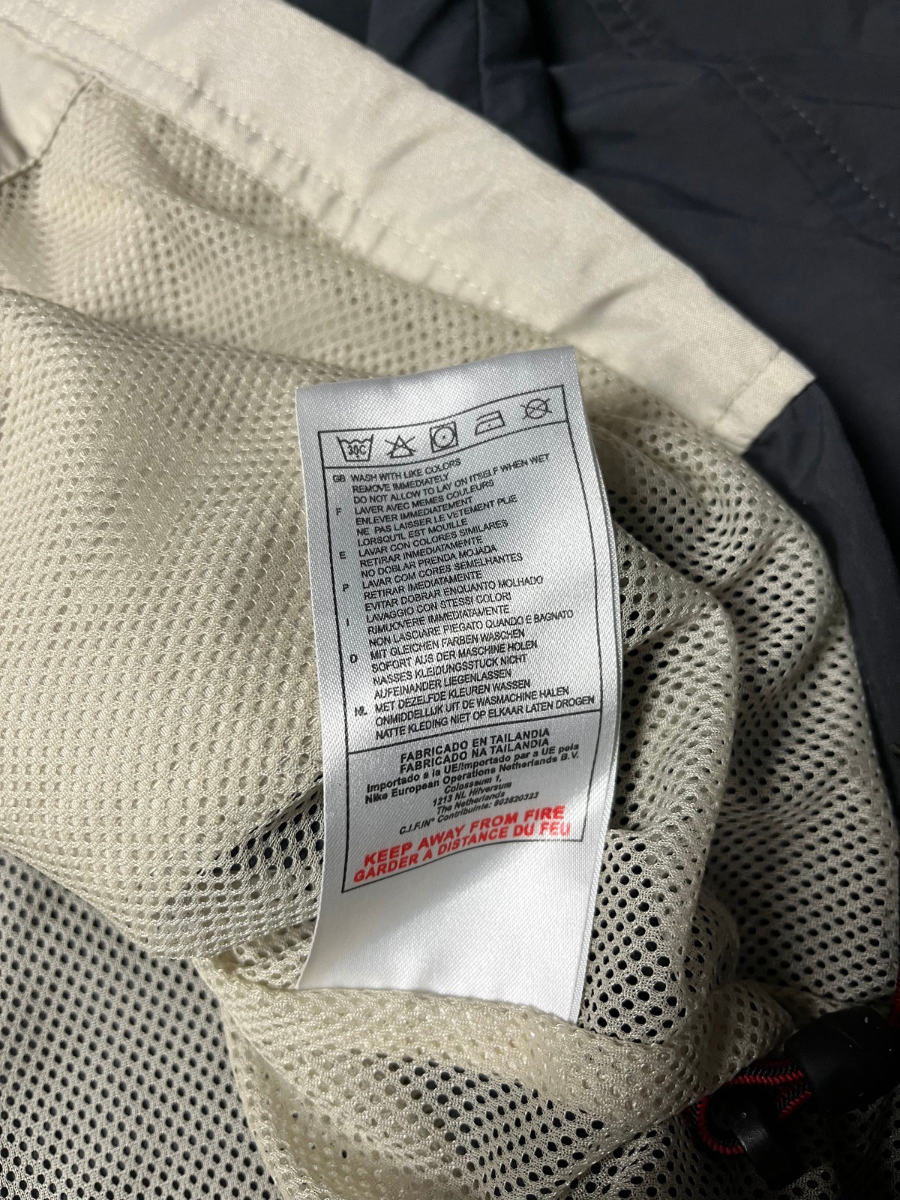 30C
GB WASH WITH LIKE COLORS
REMOVE IMMEDIATELY
DO NOT ALLOW TO LAY ON ITSELF WHEN WET
F LAVER AVEC MEMES COULEURS
ENLEVER IMMEDIATEMENT
NE PAS LAISSER LE VETEMENT PLIE
LORSQU'IL EST MOUILLE
E LAVAR CON COLORES SIMILARES
RETIRAR INMEDIATAMENTE
NO DOBLAR PRENDA MOJADA
P LAVAR COM CORES SEMELHANTES
RETIRAR IMEDIATAMENTE
EVITAR DOBRAR ENQUANTO MOLHADO
I LAVAGGIO CON STESSI COLORI
RIMUOVERE IMMEDIATAMENTE
NON LASCIARE PIEGATO QUANDO E BAGNATO
D MIT GLEICHEN FARBEN WASCHEN
SOFORT AUS DER MASCHINE HOLEN
NASSES KLEIDUNGSSTUCK NICHT
AUFEINANDER LIEGENLASSEN
NL MET DEZELFDE KLEUREN WASSEN
ONMIDDELLIJK UIT DE WASMACHINE HALEN
NATTE KLEDING NIET OP ELKAAR LATEN DROGEN
FABRICADO EN TAILANDIA
FABRICADO NA TAILANDIA
Importado a la UE/Importado par a UE pela
Nike European Operations Netherlands B.V.
Colosseum 1,
1213 NL Hilversum
The Netherlands
C.I.F./N° Contribuinte: 803620323
KEEP AWAY FROM FIRE
GARDER A DISTANCE DU FEU